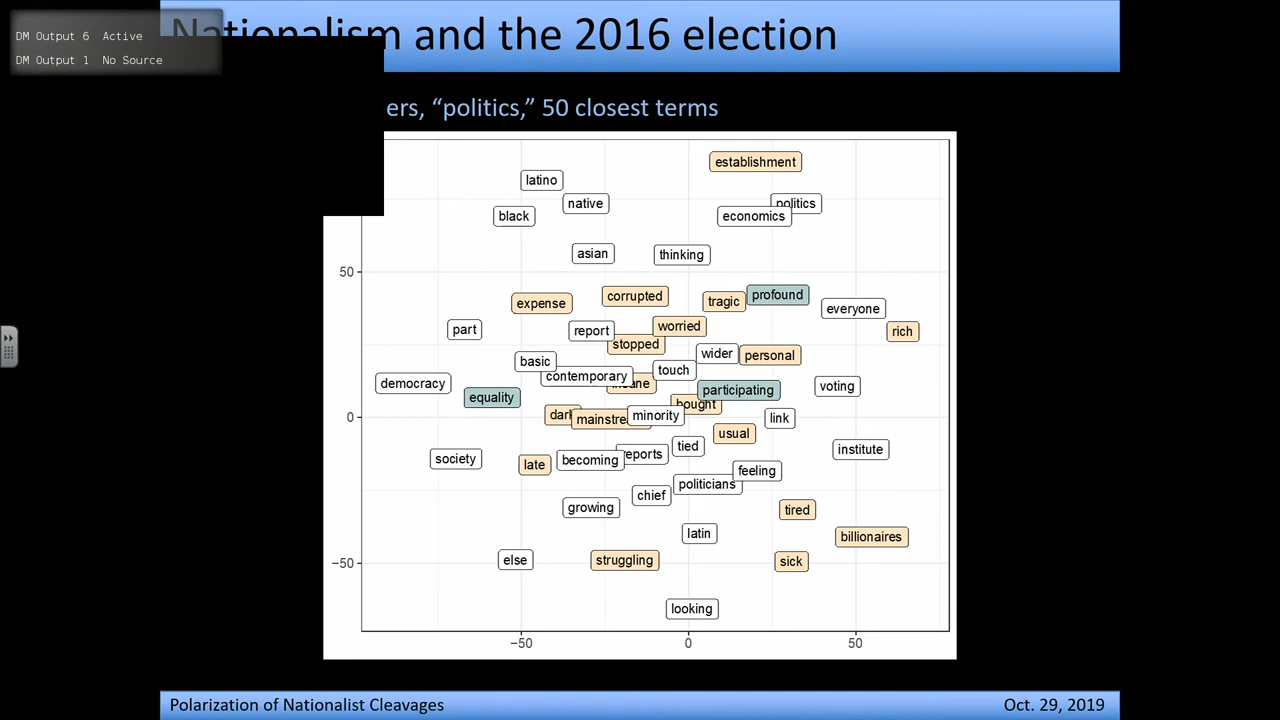 DM Output 6 Active
DM Output 1 No Source
Nationalism and the 2016 election
ers, “politics,” 50 closest terms
establishment
latino
native
politics
black
economics
asian
thinking
50
expense
corrupted
tragic
profound
everyone
part
report
worried
rich
stopped
basic
wider
personal
contemporary
touch
democracy
participating
voting
equality
bought
0
dark
minority
link
usual
tied
institute
society
late
becoming
reports
feeling
chief
politicians
growing
tired
latin
billionaires
−50
else
struggling
sick
looking
−50 0 50
Polarization of Nationalist Cleavages
Oct. 29, 2019